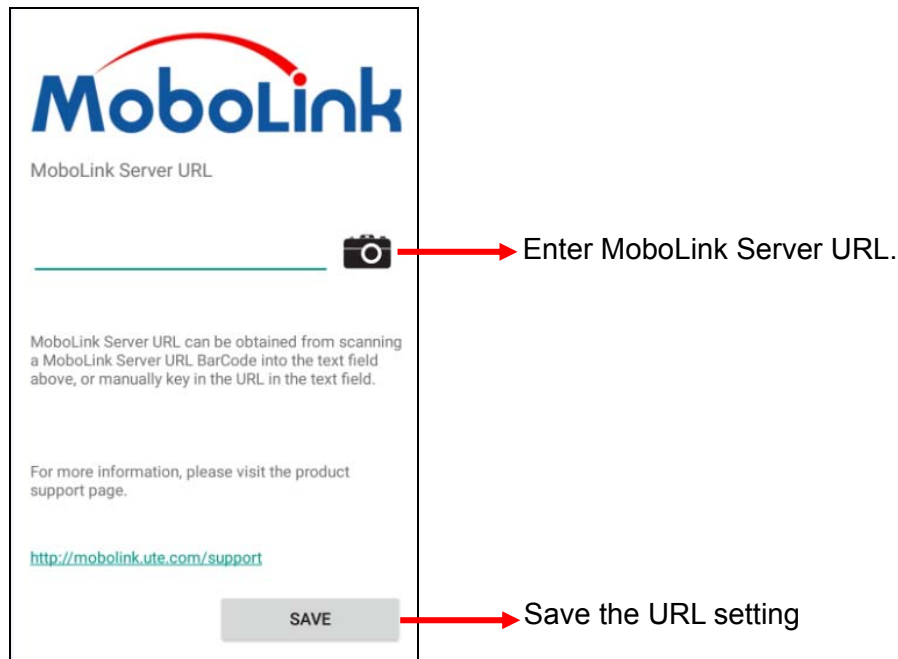 MoboLink
MoboLink Server URL
Enter MoboLink Server URL.
MoboLink Server URL can be obtained from scanning
a MoboLink Server URL BarCode into the text field
above, or manually key in the URL in the text field.
For more information, please visit the product
support page.
http://mobolink.ute.com/support
SAVE
Save the URL setting